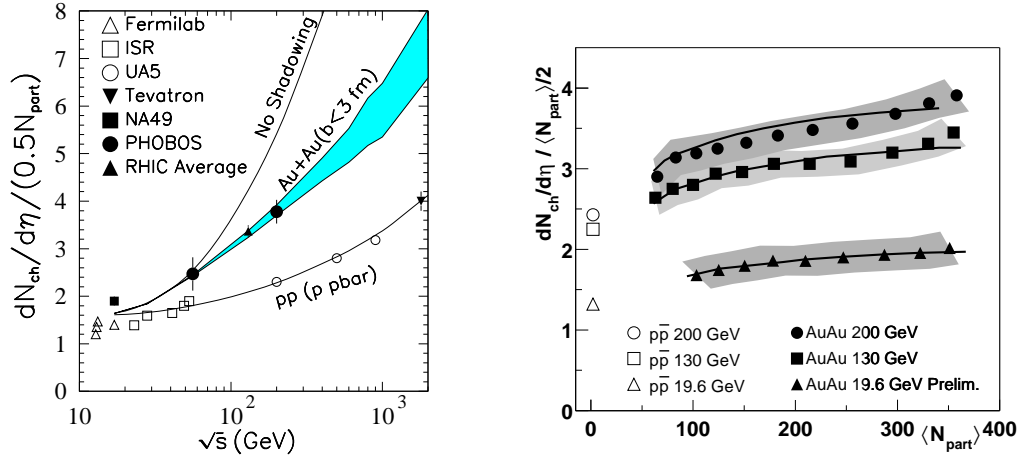 dN_ch/dη/(0.5N_part)
8
7
6
5
4
3
2
1
0
Fermilab
ISR
UA5
Tevatron
NA49
PHOBOS
RHIC Average
No Shadowing
Au+Au(b<3 fm)
pp (p pbar)
10
10^2
10^3
√s (GeV)
dN_ch/dη / ⟨N_part⟩/2
4
3
2
1
0
pp̅ 200 GeV
pp̅ 130 GeV
pp̅ 19.6 GeV
AuAu 200 GeV
AuAu 130 GeV
AuAu 19.6 GeV Prelim.
0
100
200
300
400
⟨N_part⟩